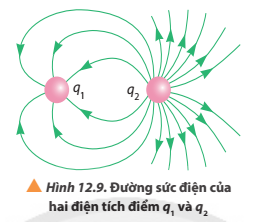 q₁
q₂
Hình 12.9. Đường sức điện của
hai điện tích điểm q₁ và q₂